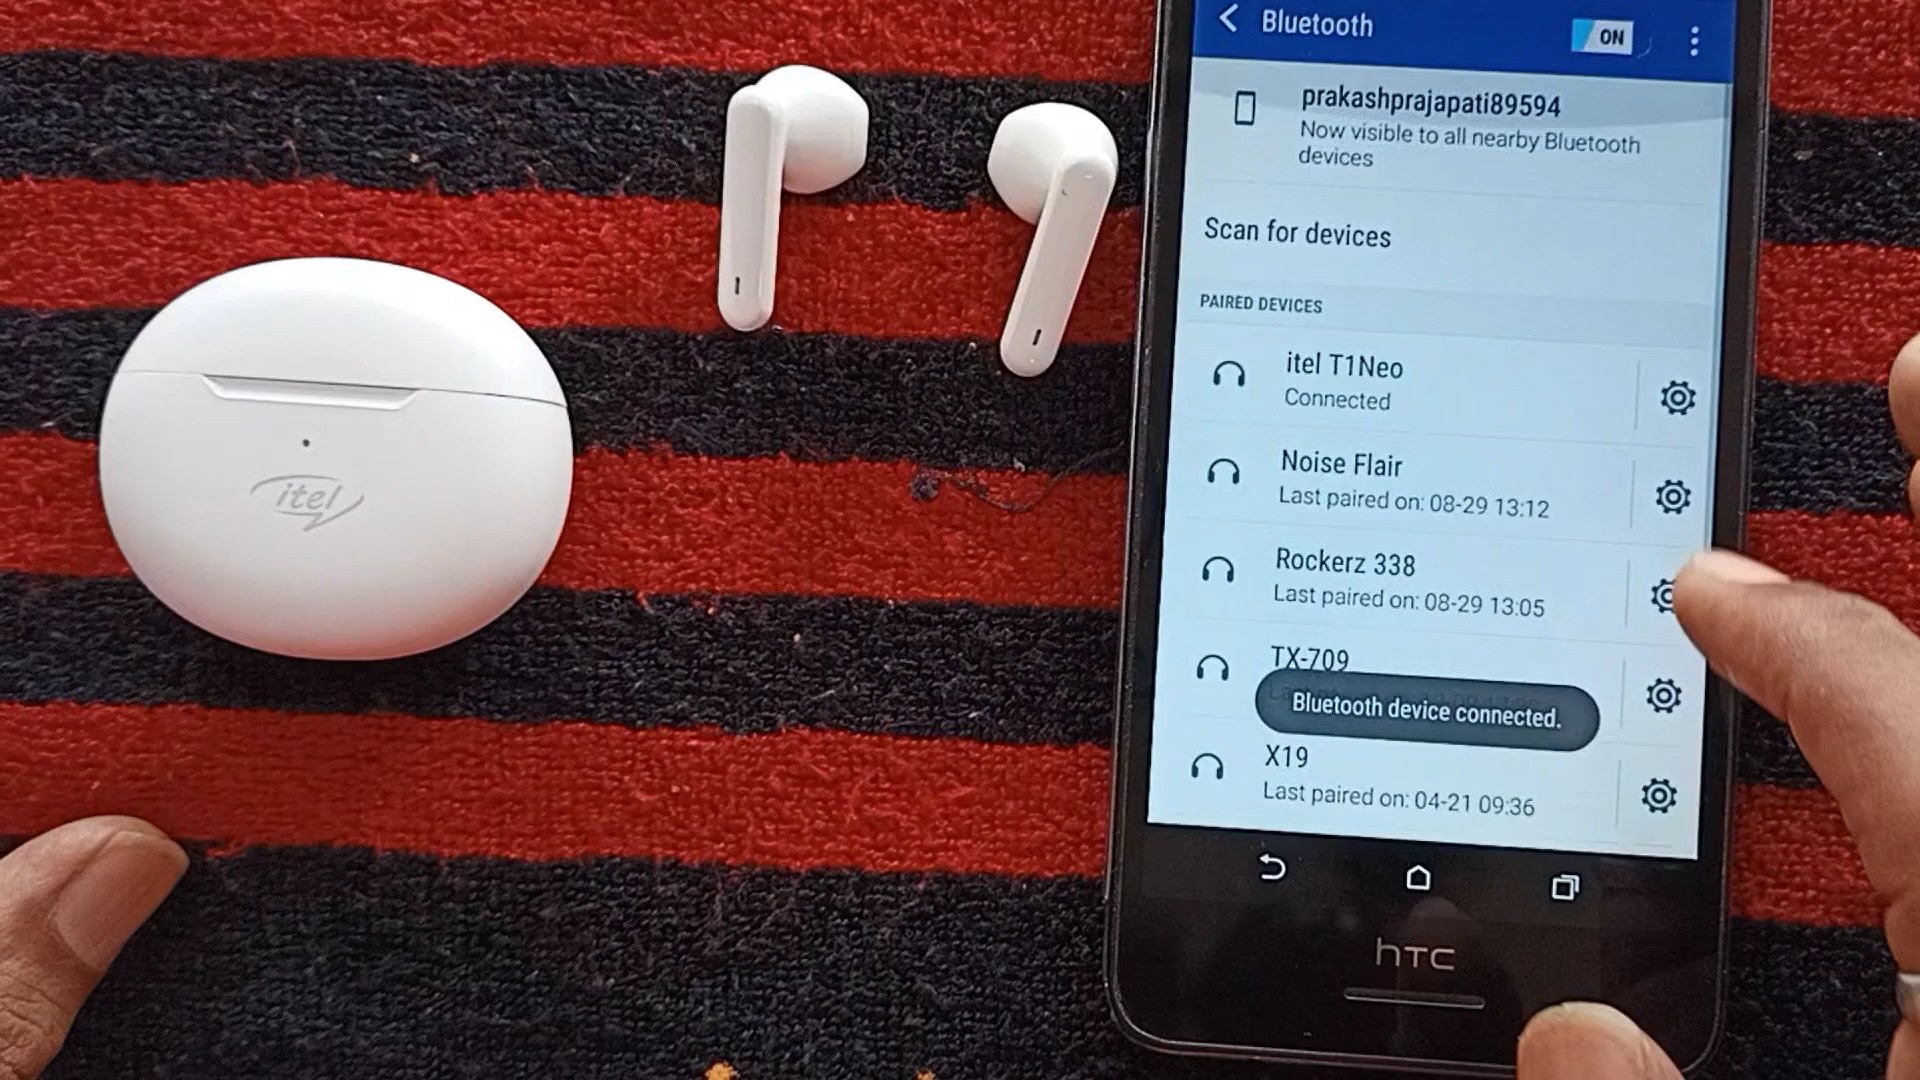 Bluetooth
ON
prakashprajapati89594
Now visible to all nearby Bluetooth
devices
Scan for devices
PAIRED DEVICES
itel T1Neo
Connected
Noise Flair
Last paired on: 08-29 13:12
Rockerz 338
Last paired on: 08-29 13:05
TX-709
Bluetooth device connected.
X19
Last paired on: 04-21 09:36
hTC
itel